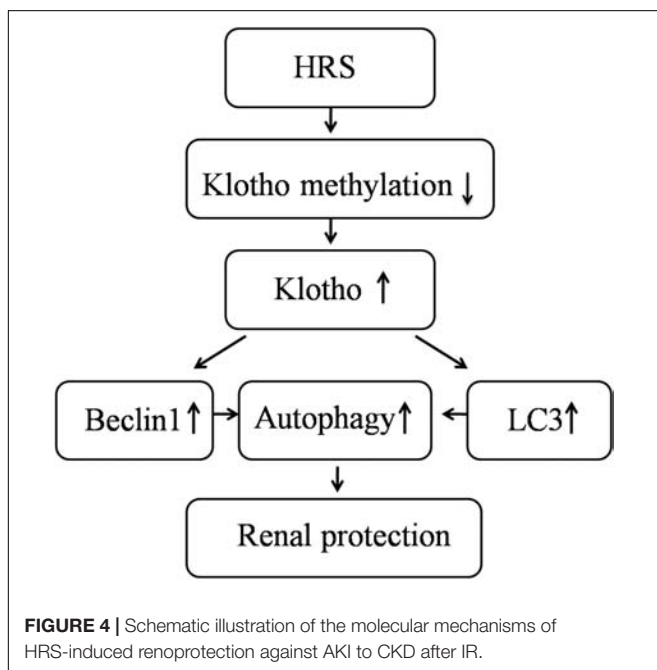 HRS
Klotho methylation ↓
Klotho ↑
Beclin1↑ Autophagy↑ LC3↑
Renal protection
FIGURE 4 | Schematic illustration of the molecular mechanisms of
HRS-induced renoprotection against AKI to CKD after IR.